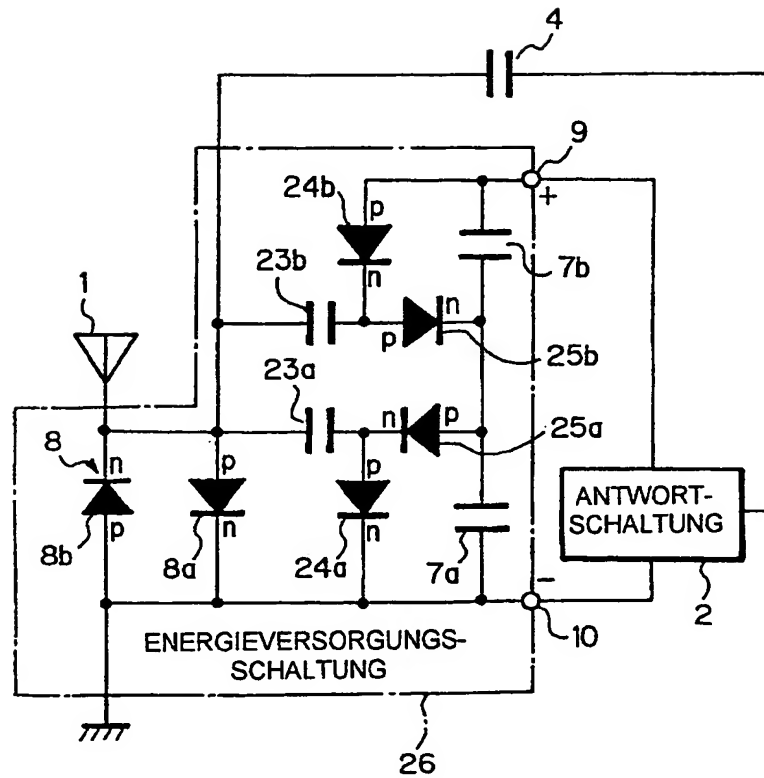 4
9
24b
p
+
n
7b
23b
1
n
p
25b
23a
n
p
25a
8
n
p
p
ANTWORT-
SCHALTUNG
p
n
n
8b
8a
24a
7a
−
2
10
ENERGIEVERSORGUNGS-
SCHALTUNG
26